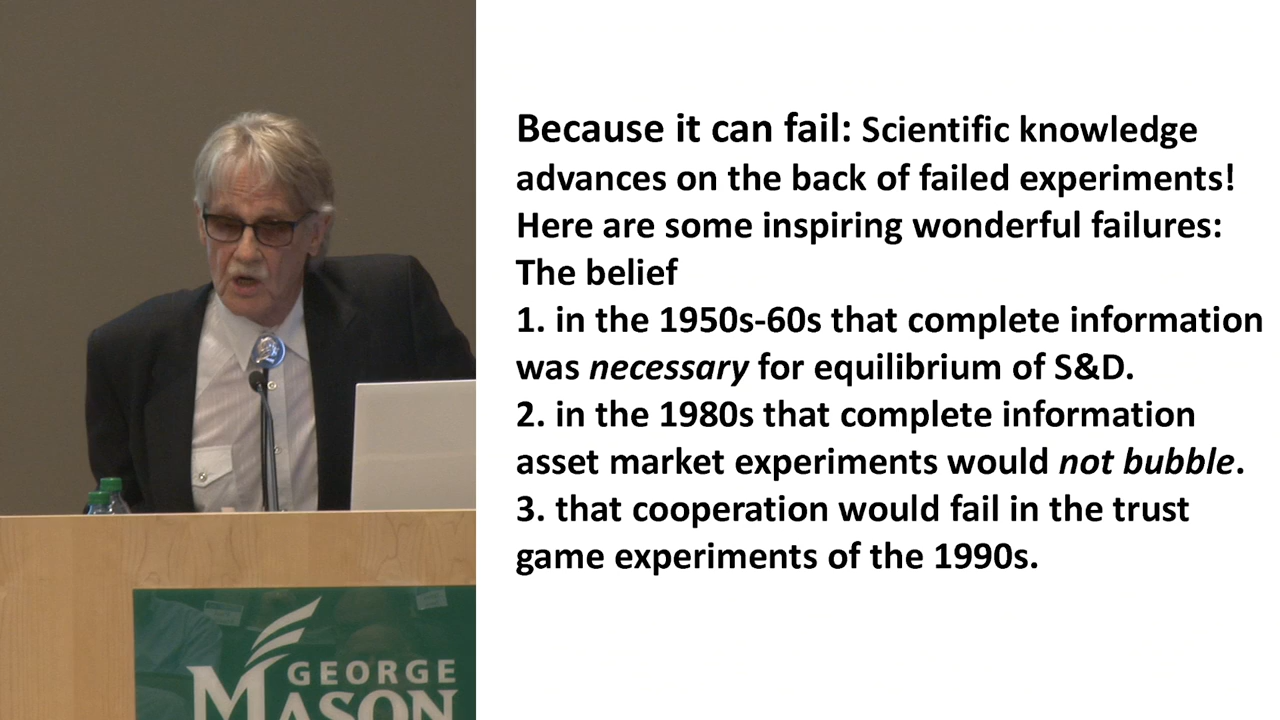 Because it can fail: Scientific knowledge
advances on the back of failed experiments!
Here are some inspiring wonderful failures:
The belief
1. in the 1950s-60s that complete information
was necessary for equilibrium of S&D.
2. in the 1980s that complete information
asset market experiments would not bubble.
3. that cooperation would fail in the trust
game experiments of the 1990s.
GEORGE
MASON